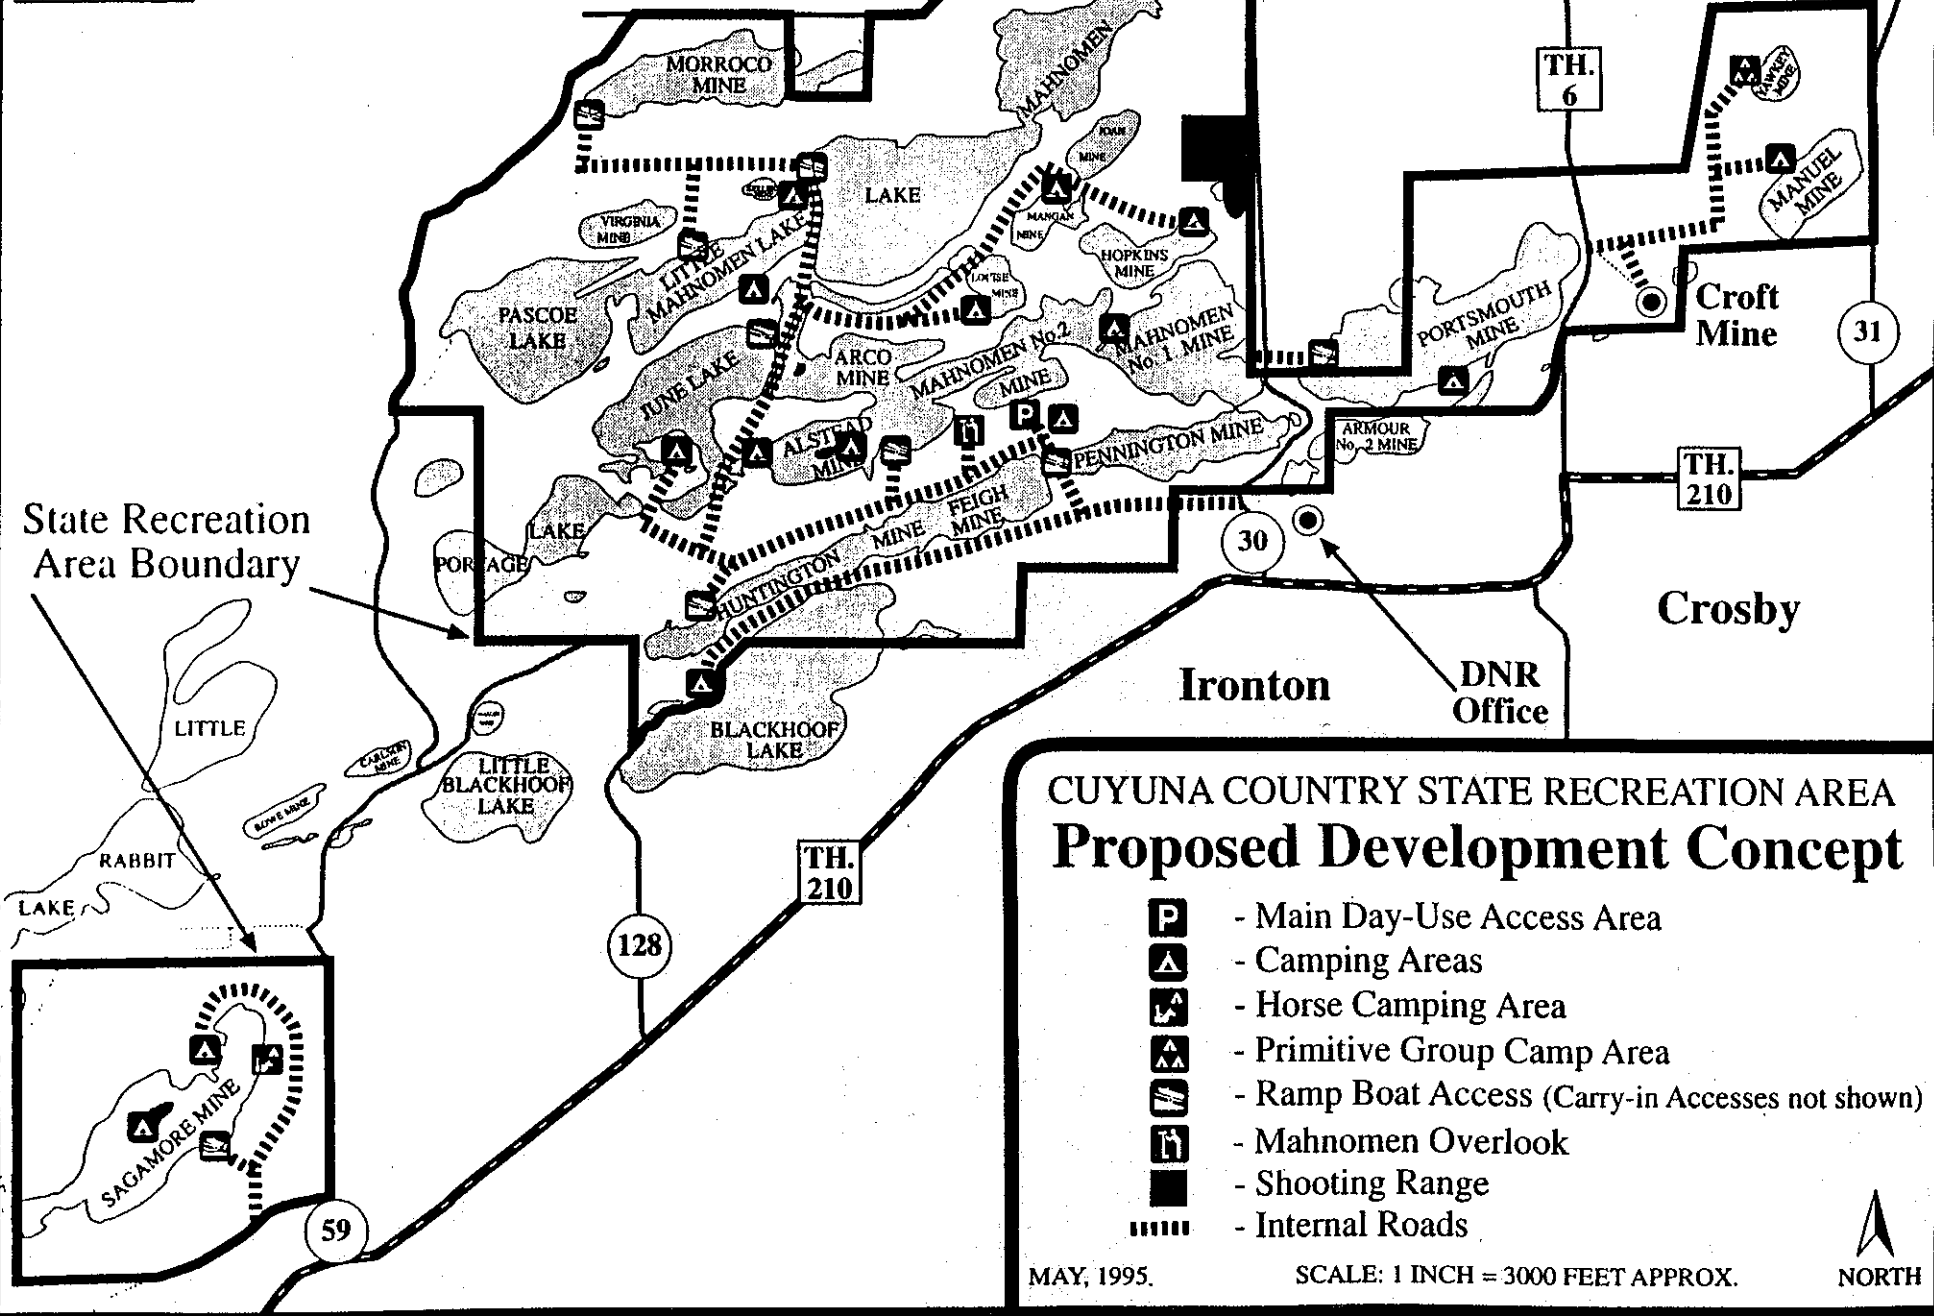 MORROCO
MINE
MAHNOMEN
LAKE
JOAN
MINE
TH.
6
MANUEL
MINE
VIRGINIA
MINE
LITTLE
MAHNOMEN LAKE
MANGAN
MINE
HOPKINS
MINE
LOUISE
MINE
PASCOE
LAKE
JUNE LAKE
ARCO
MINE
MAHNOMEN No.2
MINE
MAHNOMEN
No. 1 MINE
PORTSMOUTH
MINE
Croft
Mine
31
ALSTEAD
MINE
PENNINGTON MINE
ARMOUR
No. 2 MINE
TH.
210
State Recreation
Area Boundary
PORTAGE
LAKE
HUNTINGTON
MINE
FEIGH
MINE
30
Crosby
Ironton
DNR
Office
LITTLE
RABBIT
LAKE
CARLSON
MINE
ROWE MINE
LITTLE
BLACKHOOF
LAKE
BLACKHOOF
LAKE
TH.
210
128
SAGAMORE MINE
59
CUYUNA COUNTRY STATE RECREATION AREA
Proposed Development Concept
P
P - Main Day-Use Access Area
- Camping Areas
- Horse Camping Area
- Primitive Group Camp Area
- Ramp Boat Access (Carry-in Accesses not shown)
- Mahnomen Overlook
- Shooting Range
- Internal Roads
MAY, 1995.
SCALE: 1 INCH = 3000 FEET APPROX.
NORTH